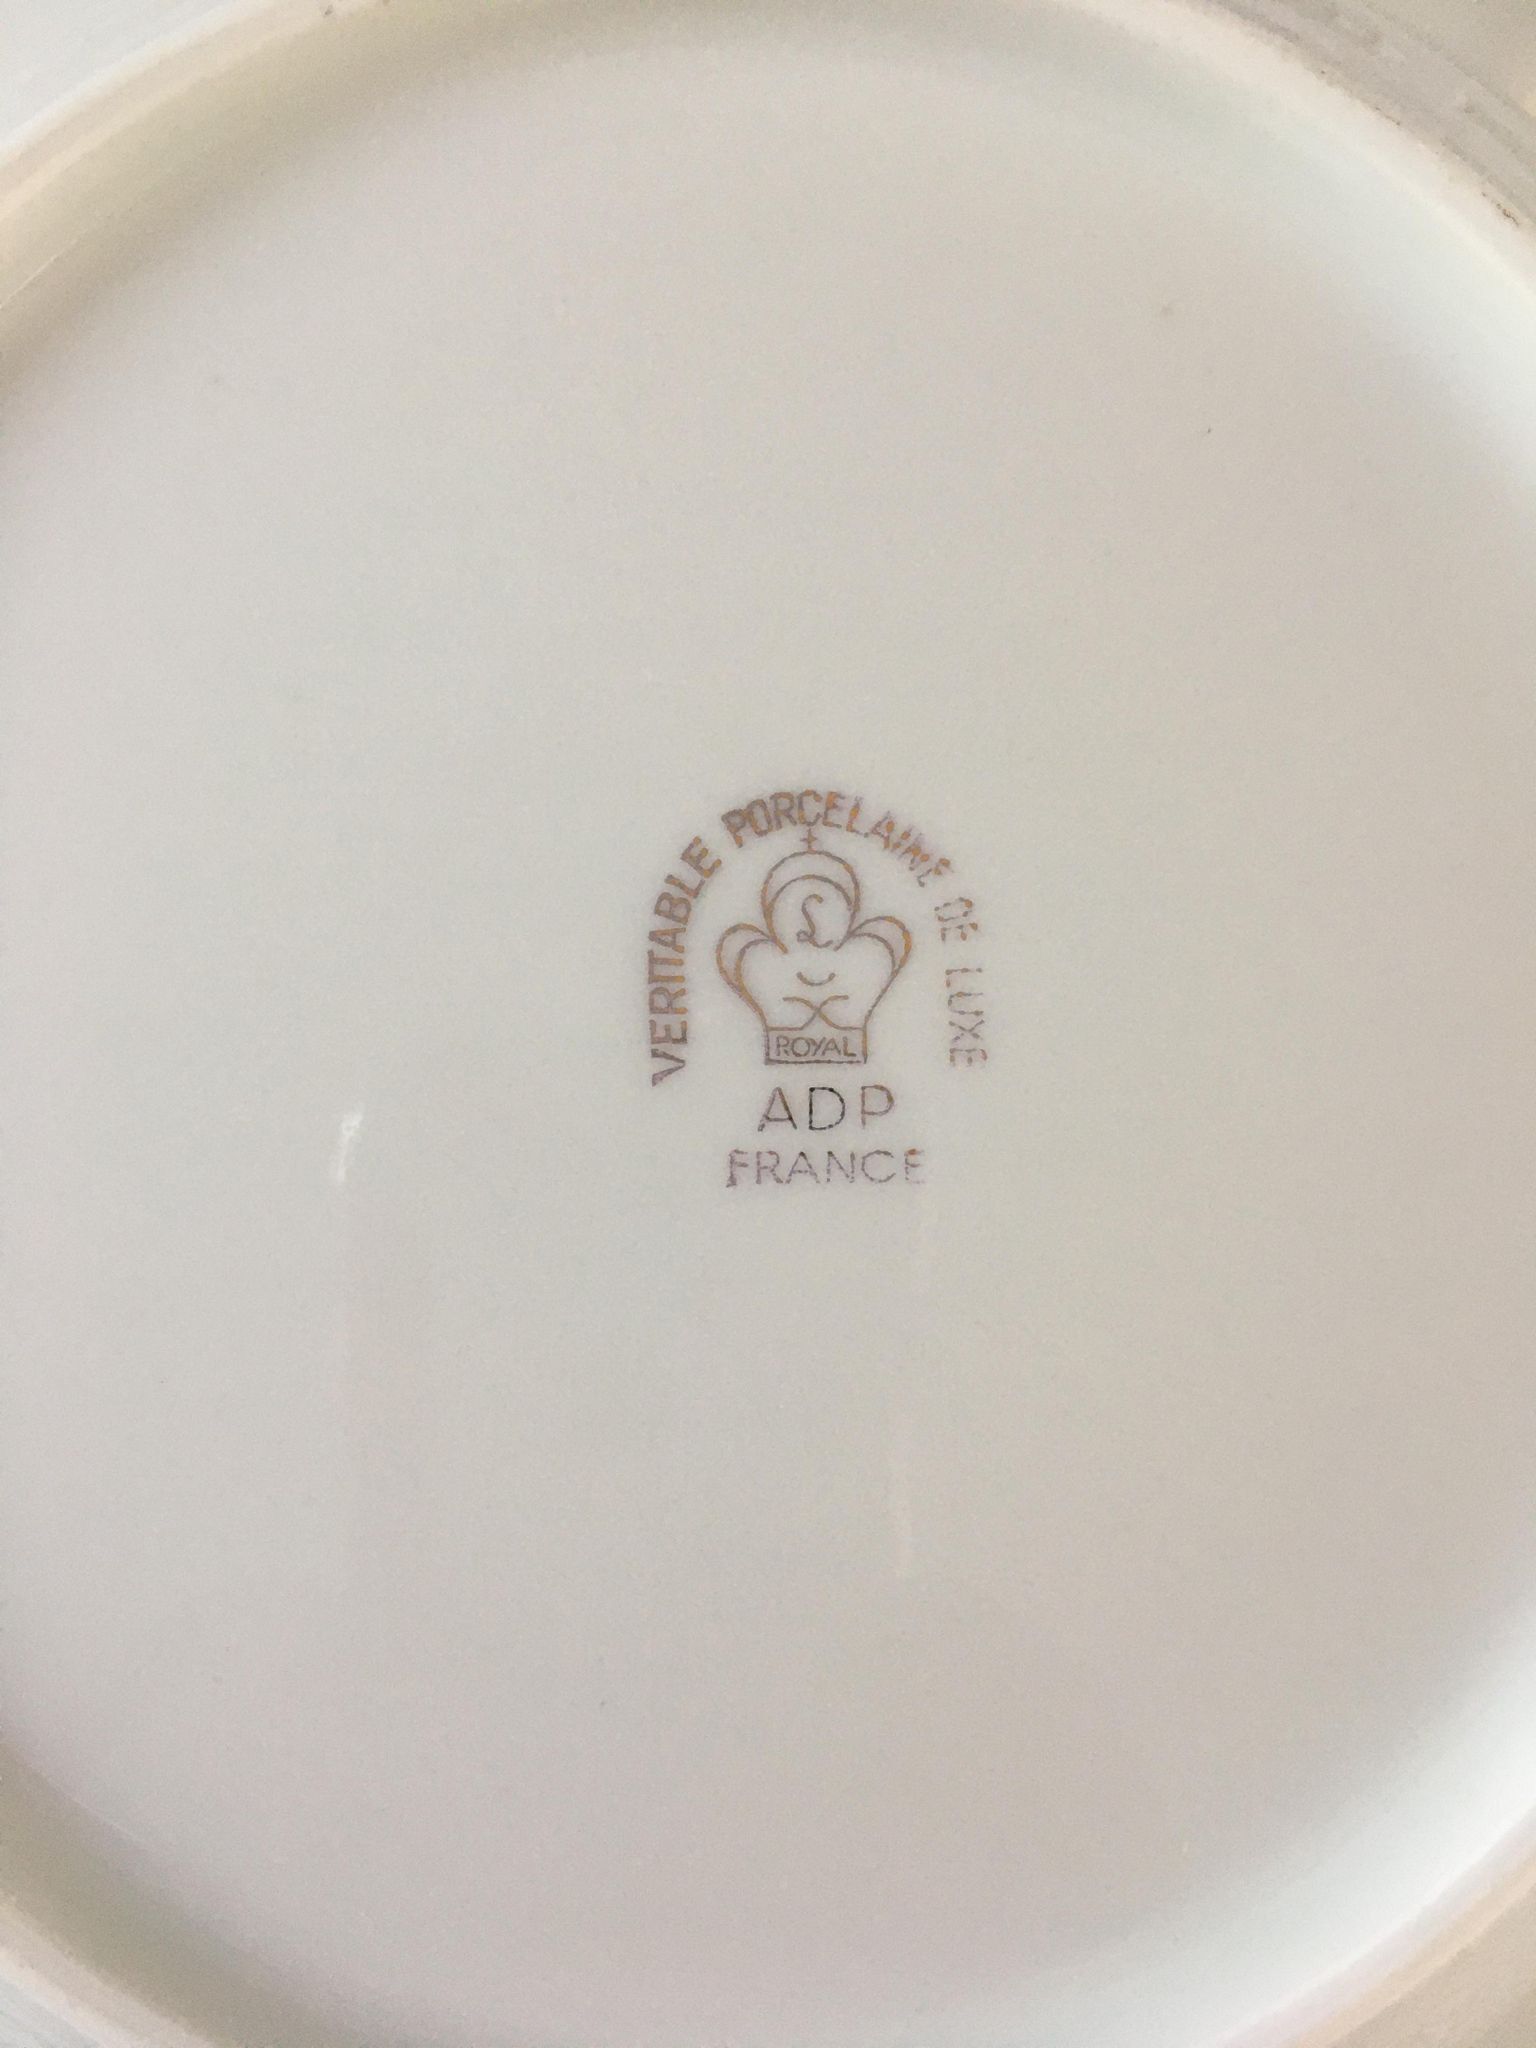 VERITABLE PORCELAINE DE LUXE
L
ROYAL
ADP
FRANCE